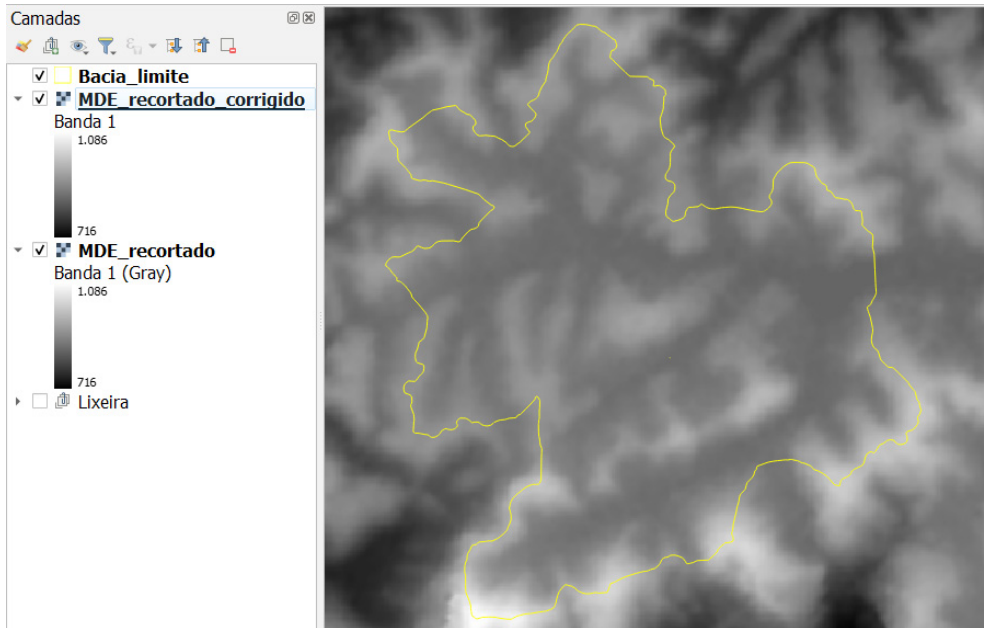 Camadas
Bacia_limite
MDE_recortado_corrigido
Banda 1
1.086
716
MDE_recortado
Banda 1 (Gray)
1.086
716
Lixeira